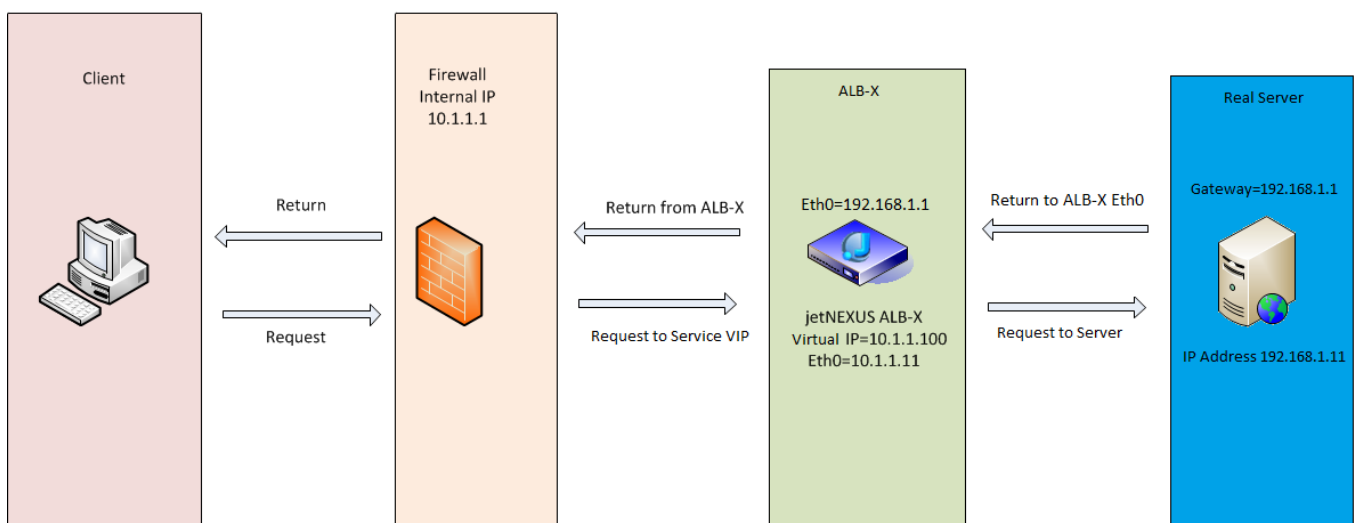 Client
Firewall
Internal IP
10.1.1.1
ALB-X
Real Server
Return
Return from ALB-X
Eth0=192.168.1.1
Return to ALB-X Eth0
Gateway=192.168.1.1
Request
Request to Service VIP
jetNEXUS ALB-X
Virtual IP=10.1.1.100
Eth0=10.1.1.11
Request to Server
IP Address 192.168.1.11